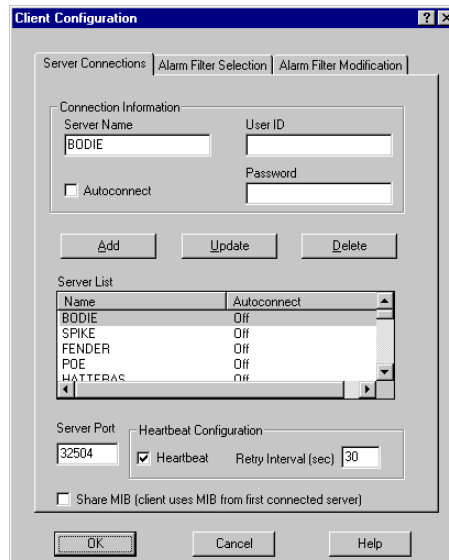 Client Configuration
Server Connections Alarm Filter Selection Alarm Filter Modification
Connection Information
Server Name User ID
BODIE
Password
Autoconnect
Add Update Delete
Server List
Name Autoconnect
BODIE Off
SPIKE Off
FENDER Off
POE Off
HATTERAS Off
Server Port Heartbeat Configuration
32504 Heartbeat Retry Interval (sec) 30
Share MIB (client uses MIB from first connected server)
OK Cancel Help